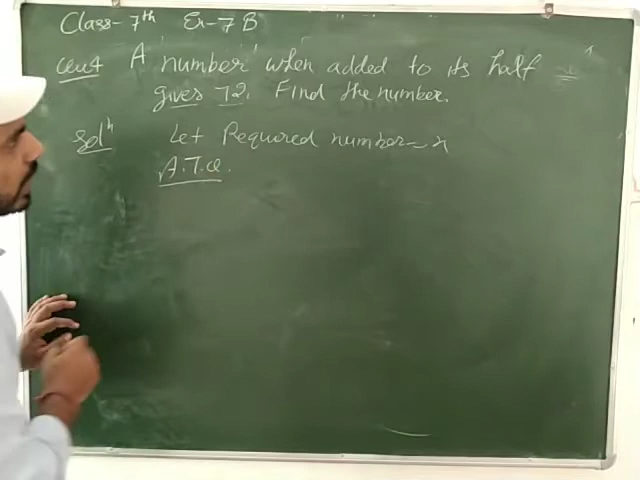 Class-7th Ex-7B
Que4 A number when added to its half
gives 72. Find the number.
Solⁿ Let Required number = x
A.T.Q.